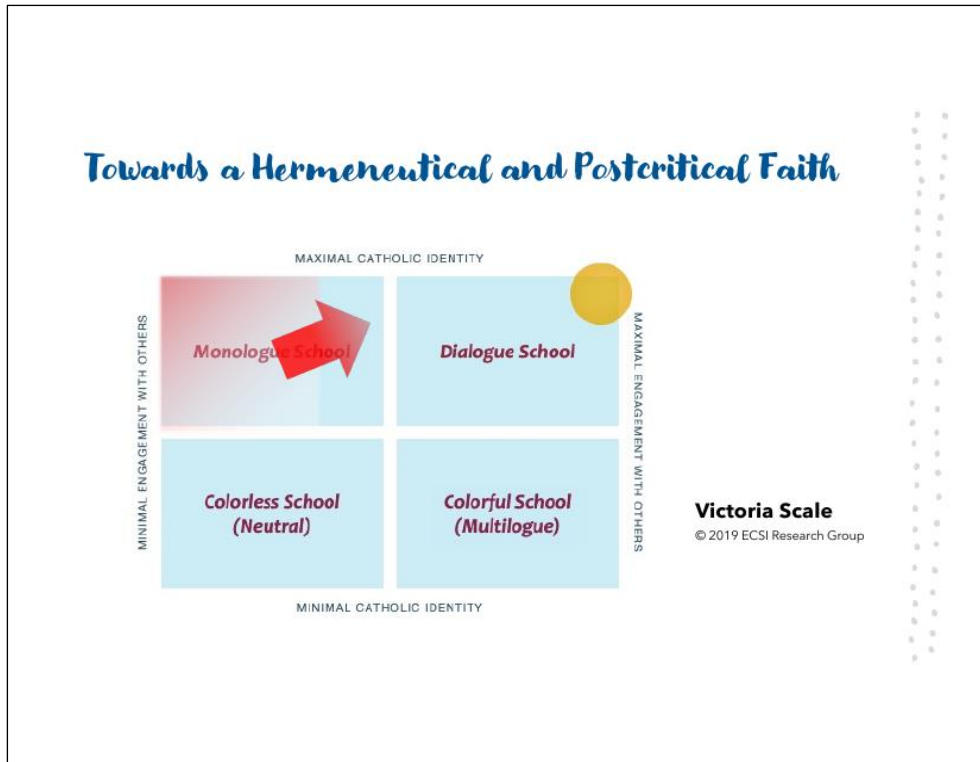 Towards a Hermeneutical and Postcritical Faith
MAXIMAL CATHOLIC IDENTITY
MINIMAL ENGAGEMENT WITH OTHERS
Monologue School
Dialogue School
MAXIMAL ENGAGEMENT WITH OTHERS
Colorless School
(Neutral)
Colorful School
(Multilogue)
Victoria Scale
© 2019 ECSI Research Group
MINIMAL CATHOLIC IDENTITY